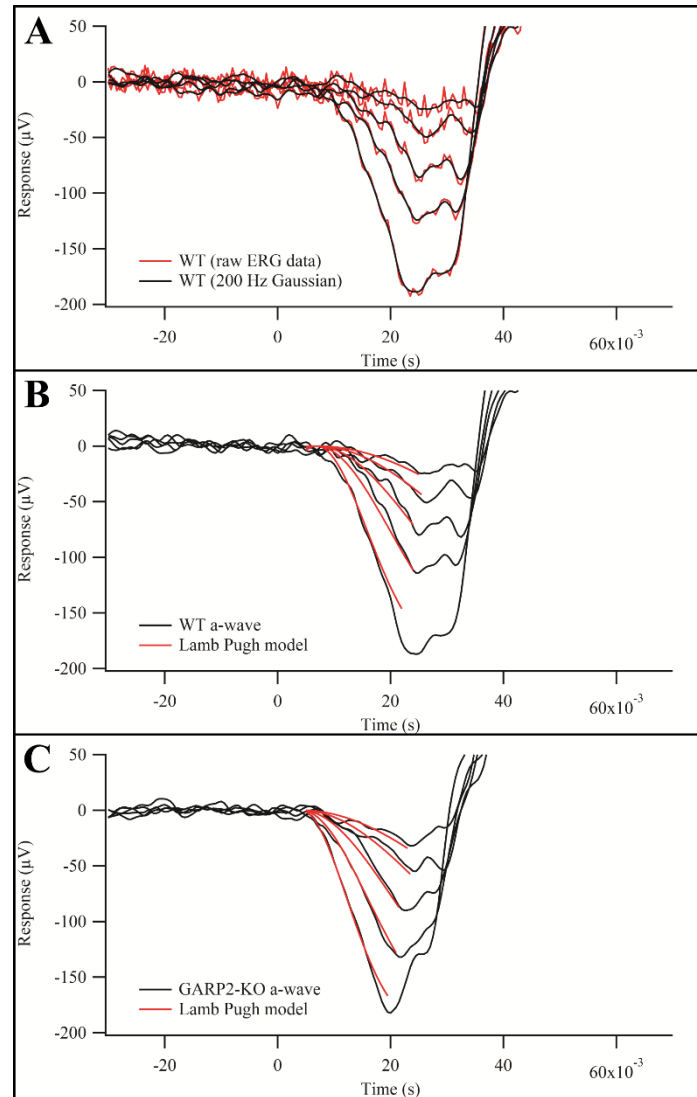 A
50
0
-50
-100
-150
-200
Response (µV)
WT (raw ERG data)
WT (200 Hz Gaussian)
-20
0
20
40
60x10-3
Time (s)
B
50
0
-50
-100
-150
-200
Response (µV)
WT a-wave
Lamb Pugh model
-20
0
20
40
60x10-3
Time (s)
C
50
0
-50
-100
-150
-200
Response (µV)
GARP2-KO a-wave
Lamb Pugh model
-20
0
20
40
60x10-3
Time (s)